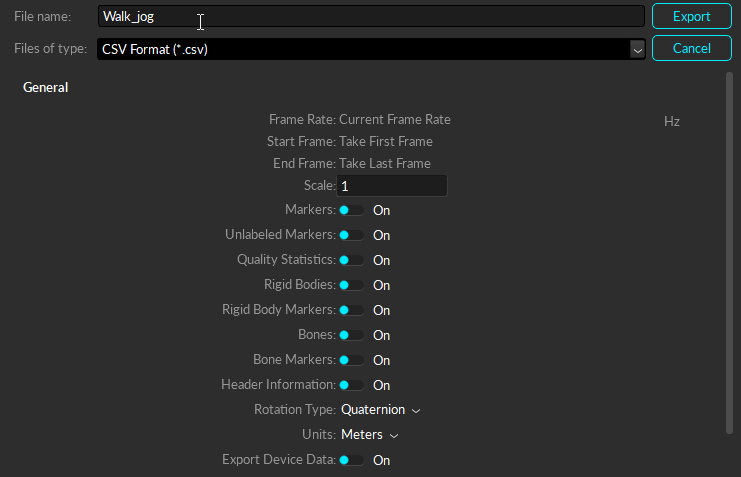 File name: Walk_jog Export
Files of type: CSV Format (*.csv) Cancel
General
Frame Rate: Current Frame Rate Hz
Start Frame: Take First Frame
End Frame: Take Last Frame
Scale: 1
Markers: On
Unlabeled Markers: On
Quality Statistics: On
Rigid Bodies: On
Rigid Body Markers: On
Bones: On
Bone Markers: On
Header Information: On
Rotation Type: Quaternion
Units: Meters
Export Device Data: On